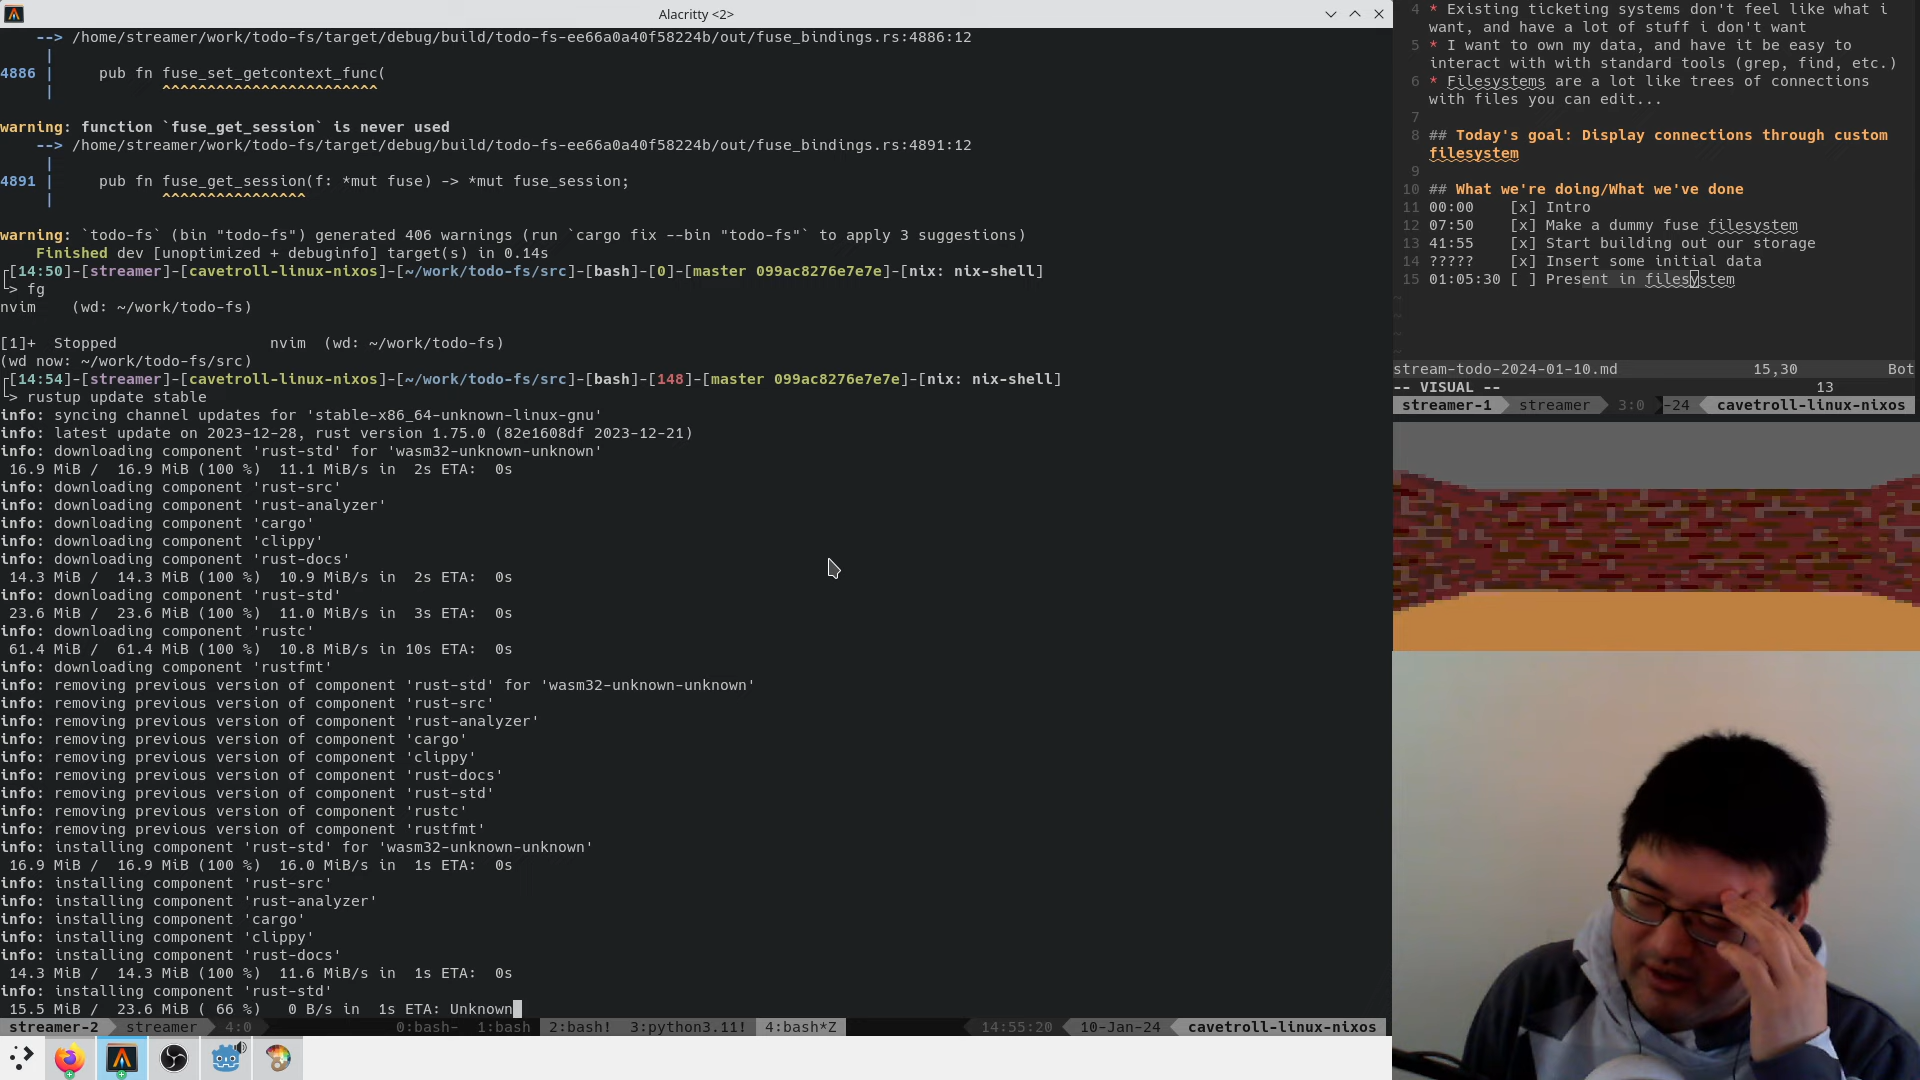 Alacritty <2>
--> /home/streamer/work/todo-fs/target/debug/build/todo-fs-ee66a0a40f58224b/out/fuse_bindings.rs:4886:12
|
4886 |     pub fn fuse_set_getcontext_func(
|            ^^^^^^^^^^^^^^^^^^^^^^^^
warning: function `fuse_get_session` is never used
--> /home/streamer/work/todo-fs/target/debug/build/todo-fs-ee66a0a40f58224b/out/fuse_bindings.rs:4891:12
|
4891 |     pub fn fuse_get_session(f: *mut fuse) -> *mut fuse_session;
|            ^^^^^^^^^^^^^^^^
warning: `todo-fs` (bin "todo-fs") generated 406 warnings (run `cargo fix --bin "todo-fs"` to apply 3 suggestions)
Finished dev [unoptimized + debuginfo] target(s) in 0.14s
┌[14:50]-[streamer]-[cavetroll-linux-nixos]-[~/work/todo-fs/src]-[bash]-[0]-[master 099ac8276e7e7e]-[nix: nix-shell]
└> fg
nvim    (wd: ~/work/todo-fs)
[1]+  Stopped                 nvim  (wd: ~/work/todo-fs)
(wd now: ~/work/todo-fs/src)
┌[14:54]-[streamer]-[cavetroll-linux-nixos]-[~/work/todo-fs/src]-[bash]-[148]-[master 099ac8276e7e7e]-[nix: nix-shell]
└> rustup update stable
info: syncing channel updates for 'stable-x86_64-unknown-linux-gnu'
info: latest update on 2023-12-28, rust version 1.75.0 (82e1608df 2023-12-21)
info: downloading component 'rust-std' for 'wasm32-unknown-unknown'
16.9 MiB /  16.9 MiB (100 %)  11.1 MiB/s in  2s ETA:  0s
info: downloading component 'rust-src'
info: downloading component 'rust-analyzer'
info: downloading component 'cargo'
info: downloading component 'clippy'
info: downloading component 'rust-docs'
14.3 MiB /  14.3 MiB (100 %)  10.9 MiB/s in  2s ETA:  0s
info: downloading component 'rust-std'
23.6 MiB /  23.6 MiB (100 %)  11.0 MiB/s in  3s ETA:  0s
info: downloading component 'rustc'
61.4 MiB /  61.4 MiB (100 %)  10.8 MiB/s in 10s ETA:  0s
info: downloading component 'rustfmt'
info: removing previous version of component 'rust-std' for 'wasm32-unknown-unknown'
info: removing previous version of component 'rust-src'
info: removing previous version of component 'rust-analyzer'
info: removing previous version of component 'cargo'
info: removing previous version of component 'clippy'
info: removing previous version of component 'rust-docs'
info: removing previous version of component 'rust-std'
info: removing previous version of component 'rustc'
info: removing previous version of component 'rustfmt'
info: installing component 'rust-std' for 'wasm32-unknown-unknown'
16.9 MiB /  16.9 MiB (100 %)  16.0 MiB/s in  1s ETA:  0s
info: installing component 'rust-src'
info: installing component 'rust-analyzer'
info: installing component 'cargo'
info: installing component 'clippy'
info: installing component 'rust-docs'
14.3 MiB /  14.3 MiB (100 %)  11.6 MiB/s in  1s ETA:  0s
info: installing component 'rust-std'
15.5 MiB /  23.6 MiB ( 66 %)   0 B/s in  1s ETA: Unknown
streamer-2  streamer  4:0  0:bash-  1:bash  2:bash!  3:python3.11!  4:bash*Z  14:55:20  10-Jan-24  cavetroll-linux-nixos
4 * Existing ticketing systems don't feel like what i
want, and have a lot of stuff i don't want
5 * I want to own my data, and have it be easy to
interact with with standard tools (grep, find, etc.)
6 * Filesystems are a lot like trees of connections
with files you can edit...
7
8 ## Today's goal: Display connections through custom
filesystem
9
10 ## What we're doing/What we've done
11 00:00    [x] Intro
12 07:50    [x] Make a dummy fuse filesystem
13 41:55    [x] Start building out our storage
14 ?????    [x] Insert some initial data
15 01:05:30 [ ] Present in filesystem
~
~
~
~
stream-todo-2024-01-10.md  15,30  Bot
-- VISUAL --  13
streamer-1  streamer  3:0  -24  cavetroll-linux-nixos